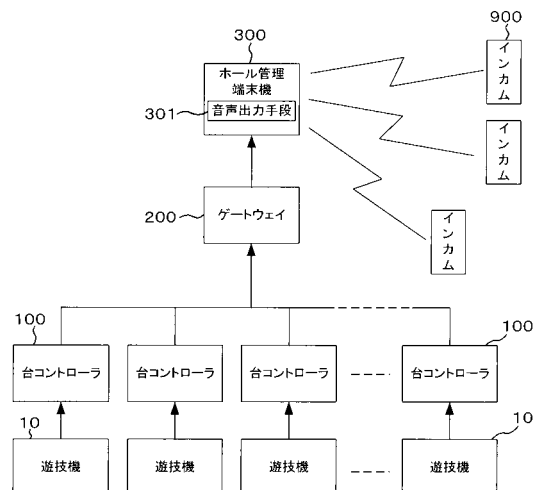 300
900
ホール管理
端末機
301
音声出力手段
インカム
インカム
インカム
200
ゲートウェイ
100
100
台コントローラ
台コントローラ
台コントローラ
台コントローラ
10
10
遊技機
遊技機
遊技機
遊技機